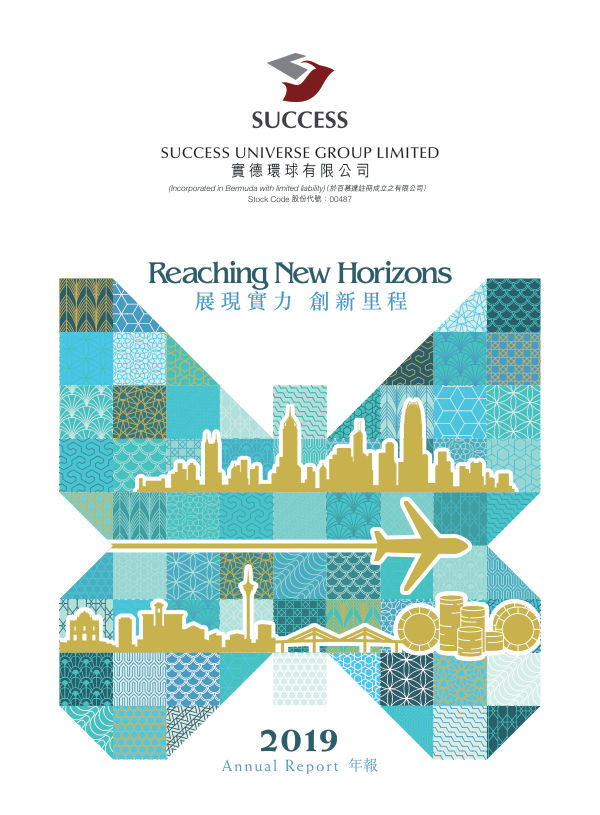 SUCCESS
SUCCESS UNIVERSE GROUP LIMITED
實德環球有限公司
(Incorporated in Bermuda with limited liability)(於百慕達註冊成立之有限公司)
Stock Code 股份代號：00487
Reaching New Horizons
展現實力 創新里程
2019
Annual Report 年報